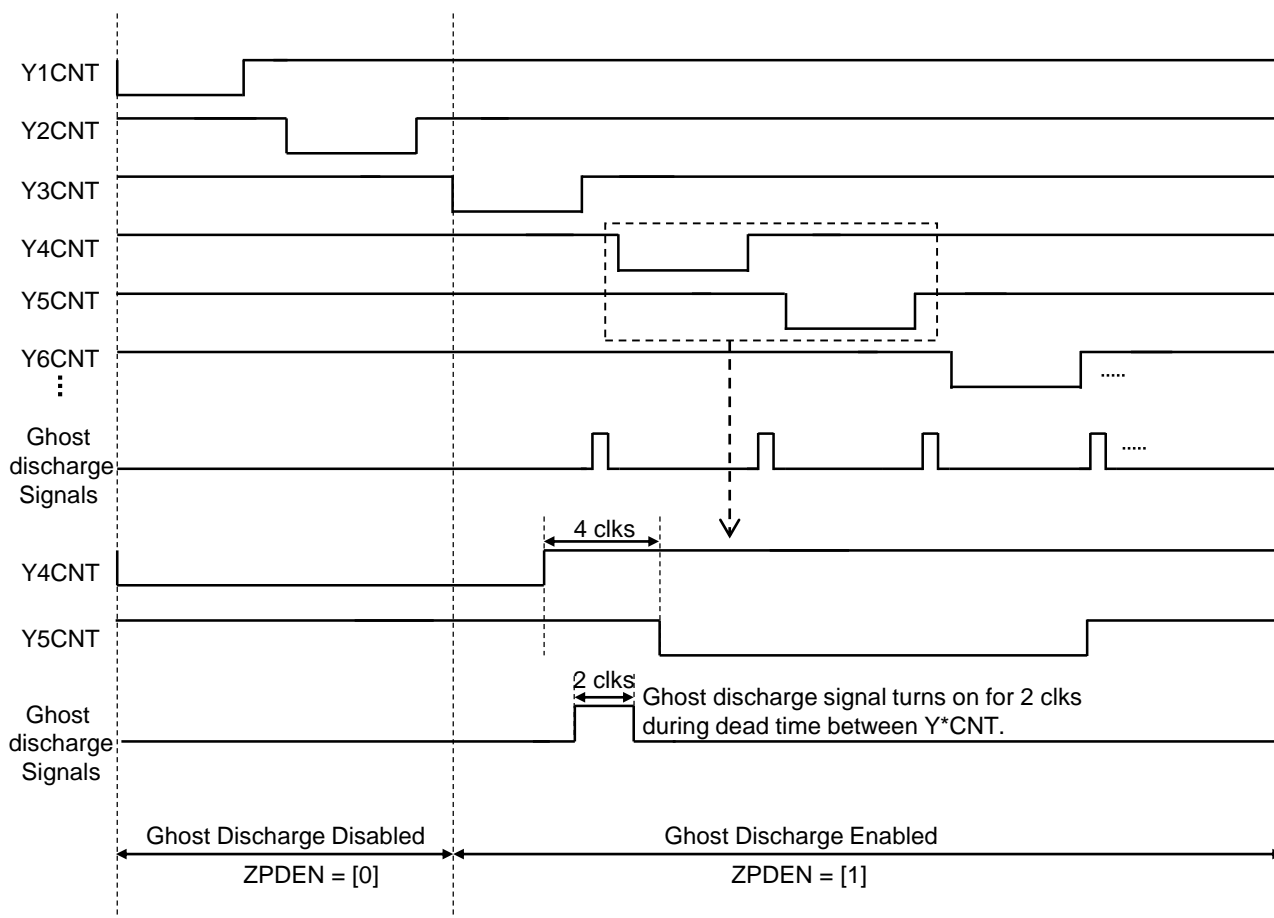 Y1CNT
Y2CNT
Y3CNT
Y4CNT
Y5CNT
Y6CNT
.....
Ghost
discharge
Signals
.....
4 clks
Y4CNT
Y5CNT
2 clks
Ghost discharge signal turns on for 2 clks
during dead time between Y*CNT.
Ghost
discharge
Signals
Ghost Discharge Disabled
Ghost Discharge Enabled
ZPDEN = [0]
ZPDEN = [1]